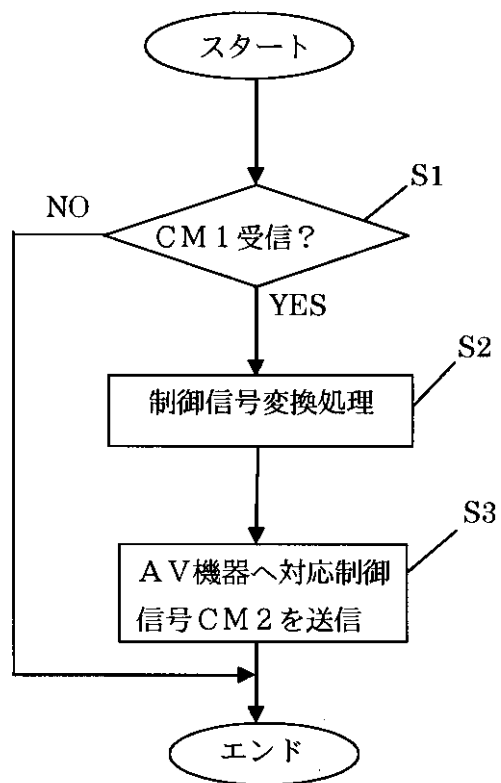 スタート
S1
NO
CM1受信?
YES
S2
制御信号変換処理
S3
AV機器へ対応制御
信号CM2を送信
エンド